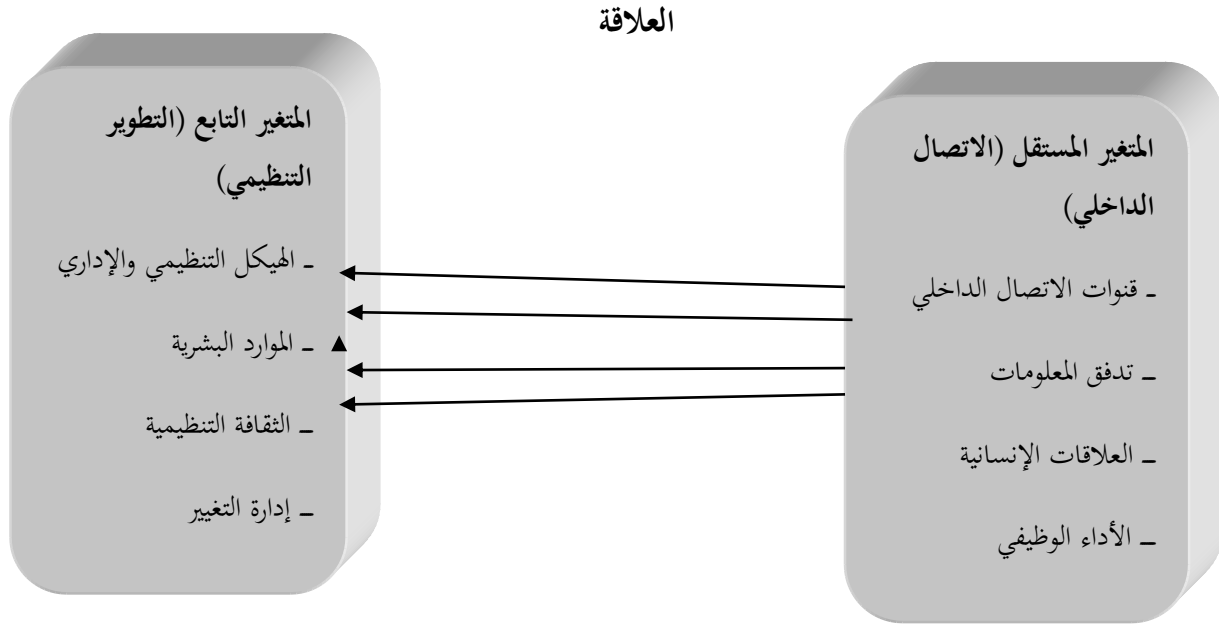 العلاقة
المتغير المستقل (الاتصال
الداخلي)
ـ قنوات الاتصال الداخلي
ـ تدفق المعلومات
ـ العلاقات الإنسانية
ـ الأداء الوظيفي
المتغير التابع (التطوير
التنظيمي)
ـ الهيكل التنظيمي والإداري
ـ الموارد البشرية
ـ الثقافة التنظيمية
ـ إدارة التغيير